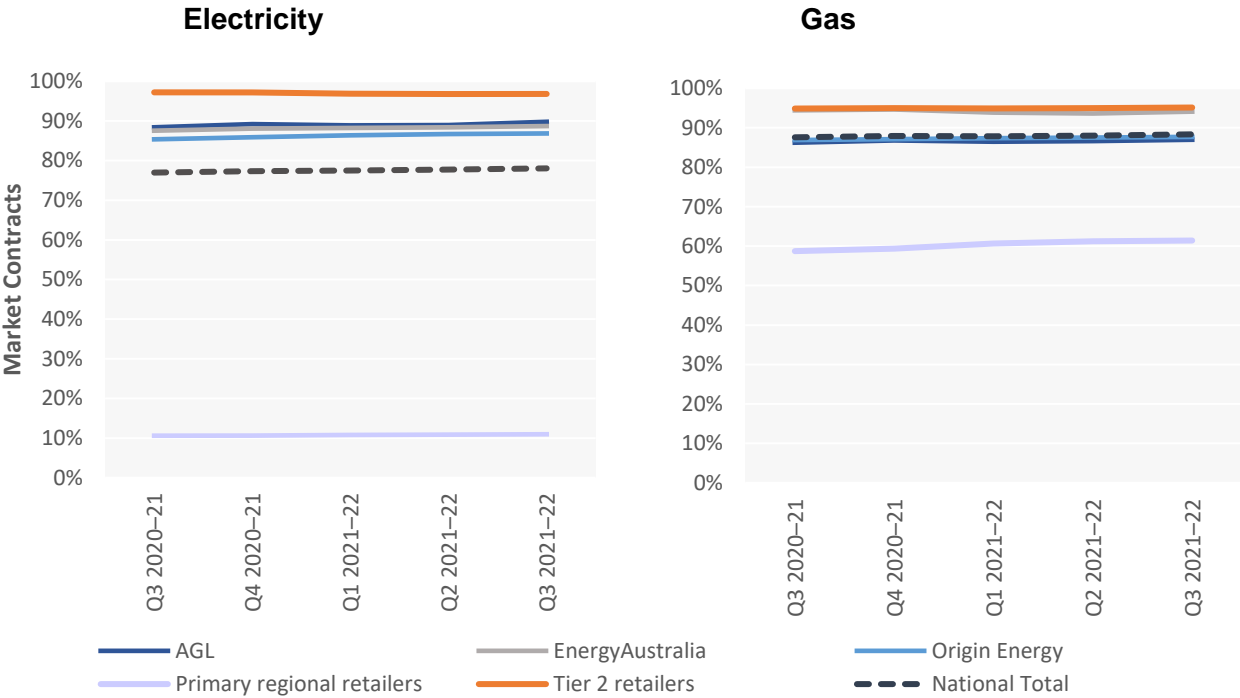 Electricity
Gas
Market Contracts
100%
90%
80%
70%
60%
50%
40%
30%
20%
10%
0%
Q3 2020–21
Q4 2020–21
Q1 2021–22
Q2 2021–22
Q3 2021–22
100%
90%
80%
70%
60%
50%
40%
30%
20%
10%
0%
Q3 2020–21
Q4 2020–21
Q1 2021–22
Q2 2021–22
Q3 2021–22
AGL
EnergyAustralia
Origin Energy
Primary regional retailers
Tier 2 retailers
National Total